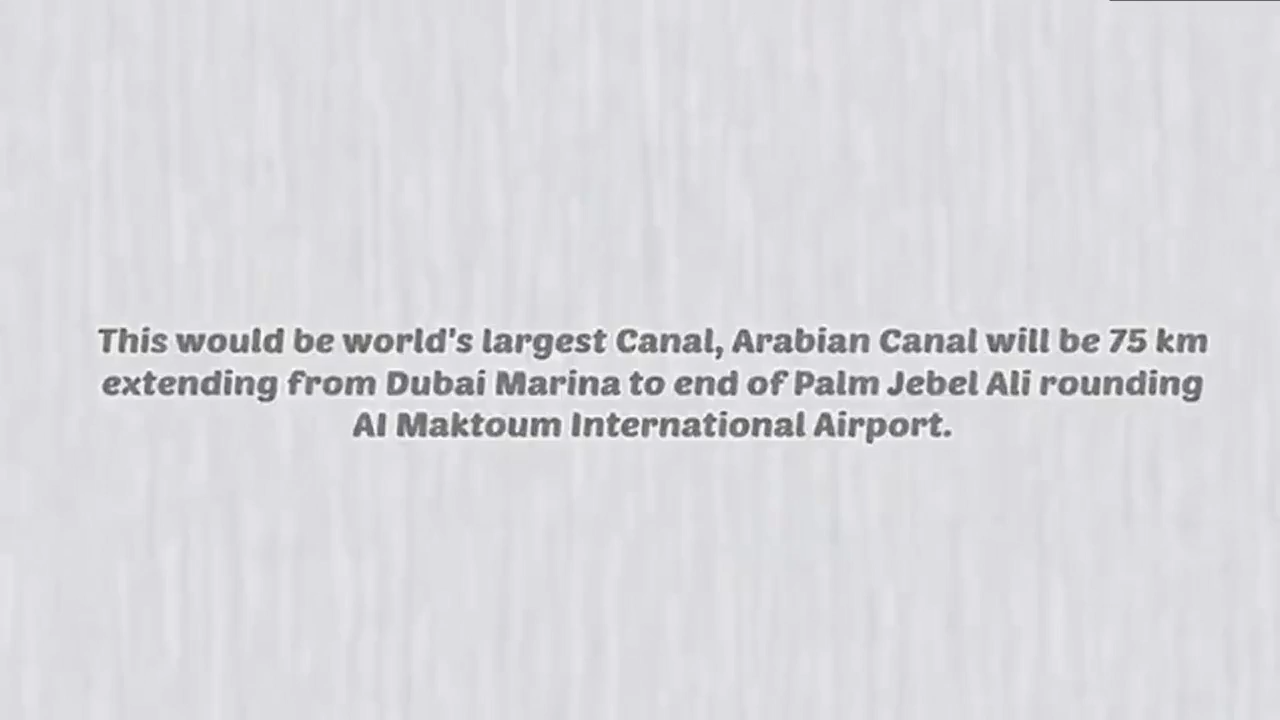 This would be world's largest Canal, Arabian Canal will be 75 km
extending from Dubai Marina to end of Palm Jebel Ali rounding
Al Maktoum International Airport.